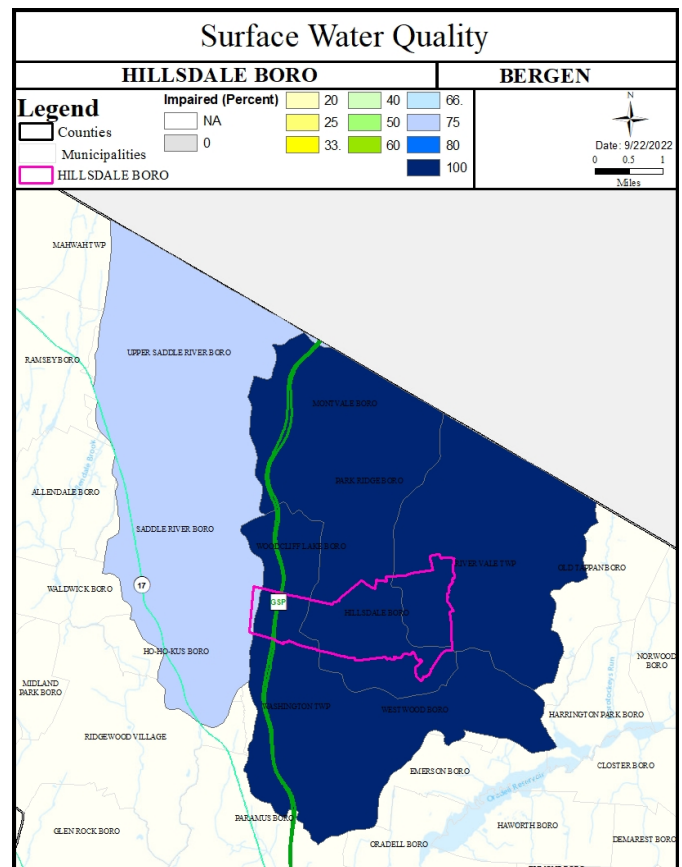 Surface Water Quality
HILLSDALE BORO
BERGEN
Legend
Counties
Municipalities
HILLSDALE BORO
Impaired (Percent)
NA
0
20
25
33.
40
50
60
66.
75
80
100
N
Date: 9/22/2022
0 0.5 1
Miles
MAHWAH TWP
UPPER SADDLE RIVER BORO
RAMSEY BORO
MONTVALE BORO
PARK RIDGE BORO
ALLENDALE BORO
SADDLE RIVER BORO
WOODCLIFF LAKE BORO
RIVER VALE TWP
OLD TAPPAN BORO
WALDWICK BORO
17
GSP
HILLSDALE BORO
HO-HO-KUS BORO
NORWOOD
BORO
MIDLAND
PARK BORO
WASHINGTON TWP
WESTWOOD BORO
HARRINGTON PARK BORO
RIDGEWOOD VILLAGE
CLOSTER BORO
EMERSON BORO
Oradell Reservoir
PARAMUS BORO
HAWORTH BORO
GLEN ROCK BORO
ORADELL BORO
DEMAREST BORO